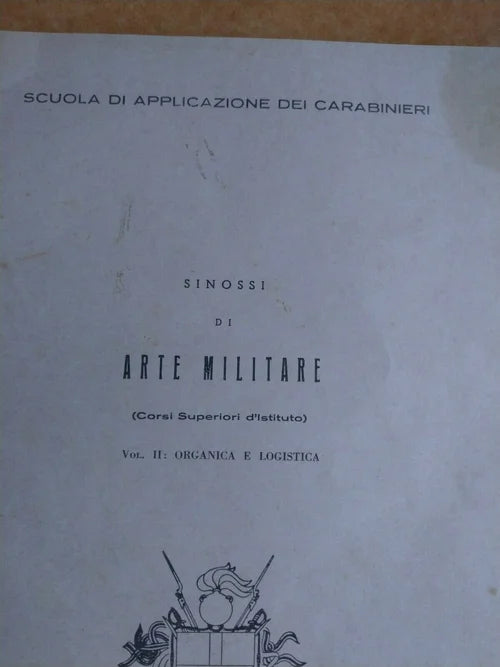 SCUOLA DI APPLICAZIONE DEI CARABINIERI
SINOSSI
DI
ARTE MILITARE
(Corsi Superiori d'Istituto)
VOL. II: ORGANICA E LOGISTICA